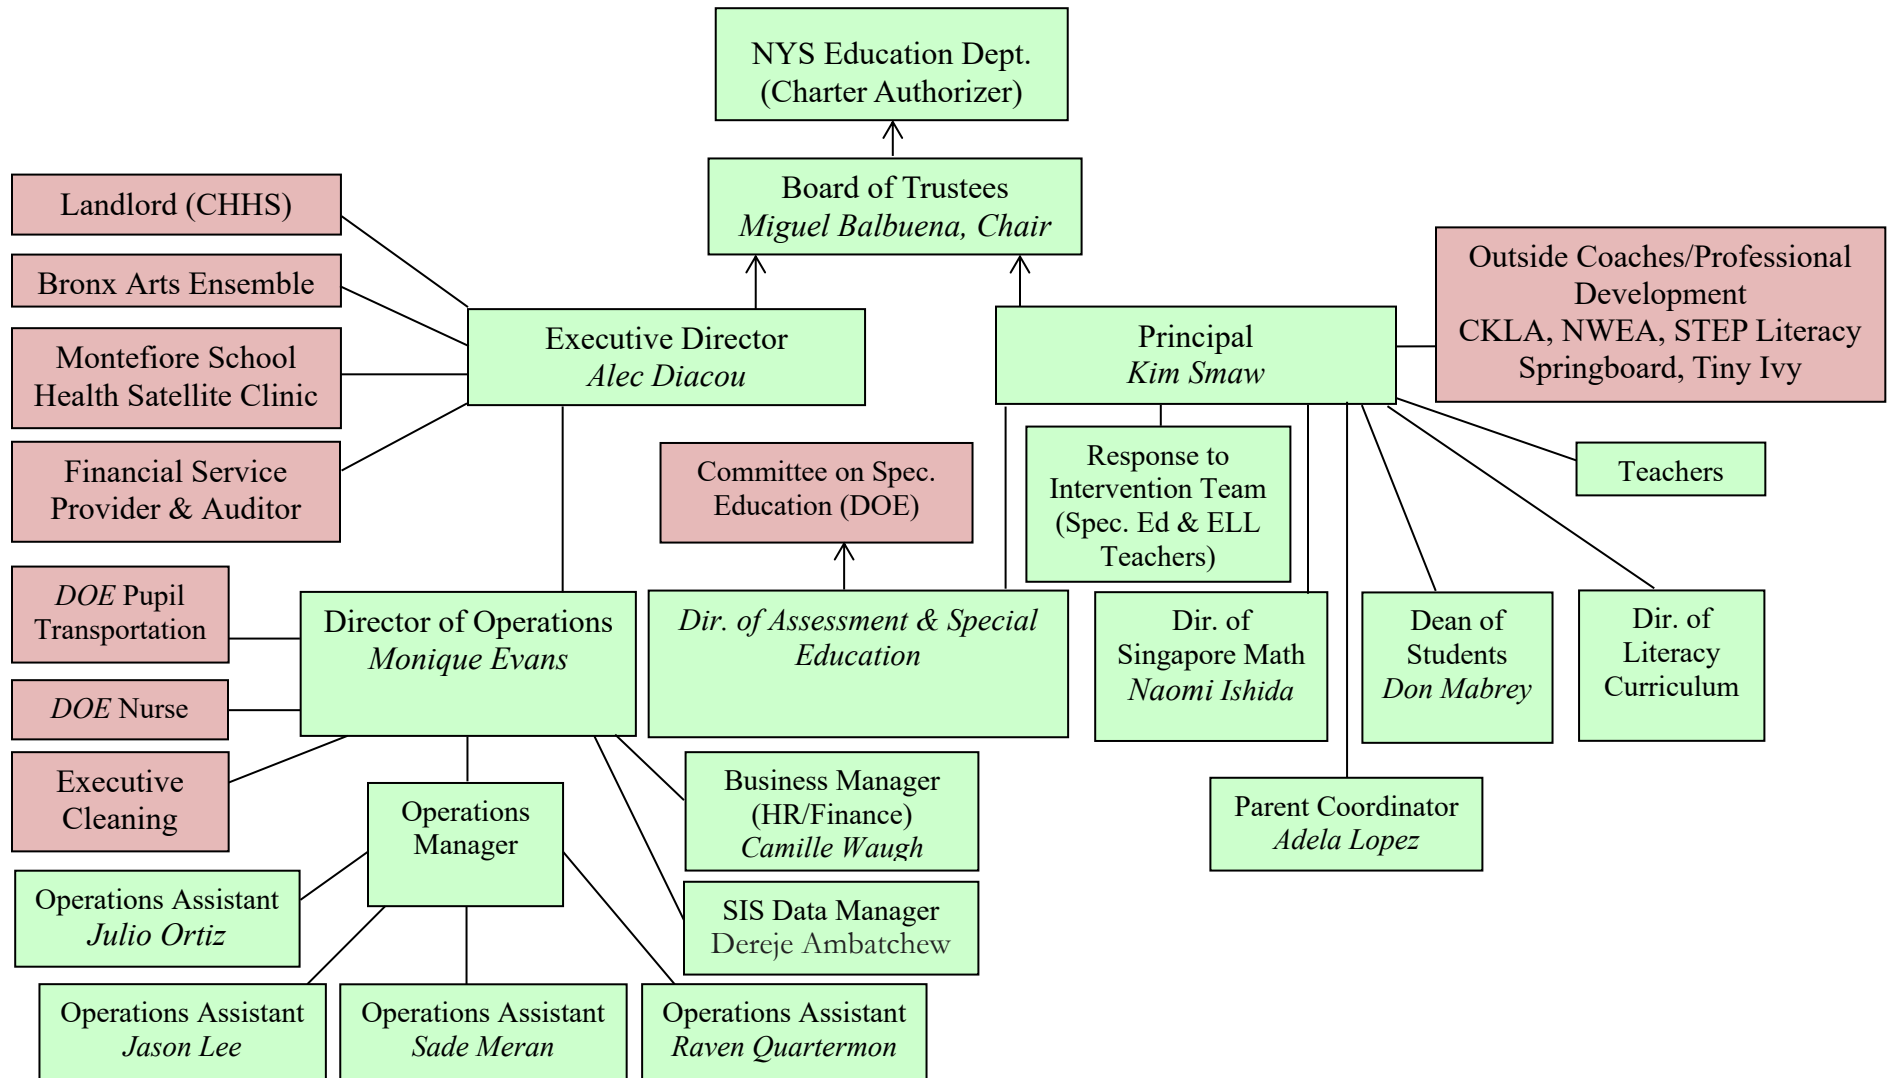 NYS Education Dept.
(Charter Authorizer)
Board of Trustees
Miguel Balbuena, Chair
Landlord (CHHS)
Bronx Arts Ensemble
Montefiore School
Health Satellite Clinic
Financial Service
Provider & Auditor
Executive Director
Alec Diacou
Principal
Kim Smaw
Outside Coaches/Professional
Development
CKLA, NWEA, STEP Literacy
Springboard, Tiny Ivy
Committee on Spec.
Education (DOE)
Response to
Intervention Team
(Spec. Ed & ELL
Teachers)
Teachers
DOE Pupil
Transportation
DOE Nurse
Executive
Cleaning
Director of Operations
Monique Evans
Dir. of Assessment & Special
Education
Dir. of
Singapore Math
Naomi Ishida
Dean of
Students
Don Mabrey
Dir. of
Literacy
Curriculum
Operations
Manager
Business Manager
(HR/Finance)
Camille Waugh
Parent Coordinator
Adela Lopez
SIS Data Manager
Dereje Ambatchew
Operations Assistant
Julio Ortiz
Operations Assistant
Jason Lee
Operations Assistant
Sade Meran
Operations Assistant
Raven Quartermon